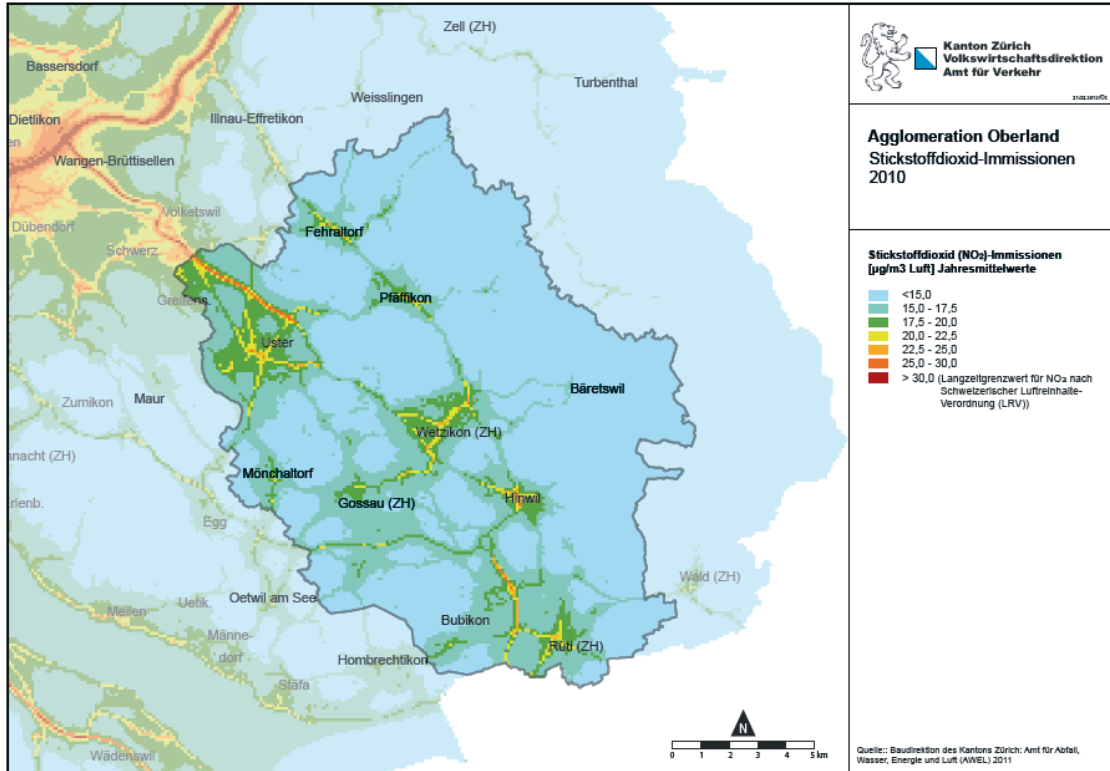 Zell (ZH)
Bassersdorf
Turbenthal
Weisslingen
Dietlikon
Illnau-Effretikon
en
Wangen-Brüttisellen
Volketswil
Dübendorf
Fehraltorf
Schwerz.
Greifens.
Pfäffikon
Uster
Bäretswil
Maur
Zumikon
Wetzikon (ZH)
snacht (ZH)
Mönchaltorf
Gossau (ZH)
Hinwil
Erlenb.
Egg
Wald (ZH)
Oetwil am See
Uetik.
Meilen
Bubikon
Männe-
dorf
Rüti (ZH)
Hombrechtikon
Stäfa
Wädenswil
N
0 1 2 3 4 5 km
Kanton Zürich
Volkswirtschaftsdirektion
Amt für Verkehr
Agglomeration Oberland
Stickstoffdioxid-Immissionen
2010
Stickstoffdioxid (NO₂)-Immissionen
[µg/m3 Luft] Jahresmittelwerte
<15,0
15,0 - 17,5
17,5 - 20,0
20,0 - 22,5
22,5 - 25,0
25,0 - 30,0
> 30,0 (Langzeitgrenzwert für NO₂ nach
Schweizerischer Luftreinhalte-
Verordnung (LRV))
Quelle:: Baudirektion des Kantons Zürich: Amt für Abfall,
Wasser, Energie und Luft (AWEL) 2011